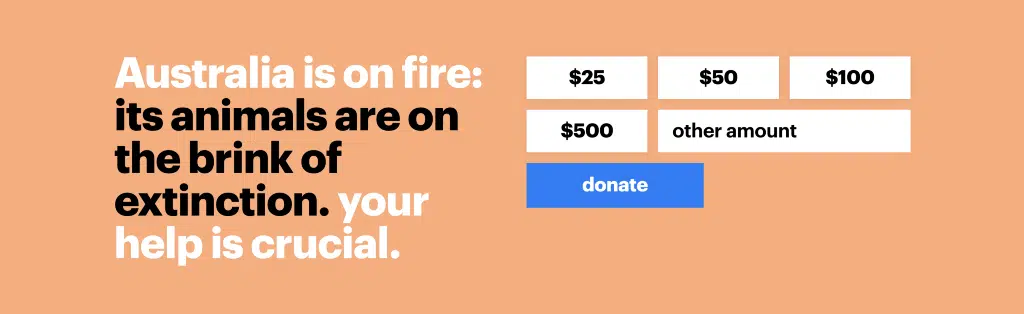 Australia is on fire:
its animals are on
the brink of
extinction. your
help is crucial.
$25 $50 $100
$500 other amount
donate